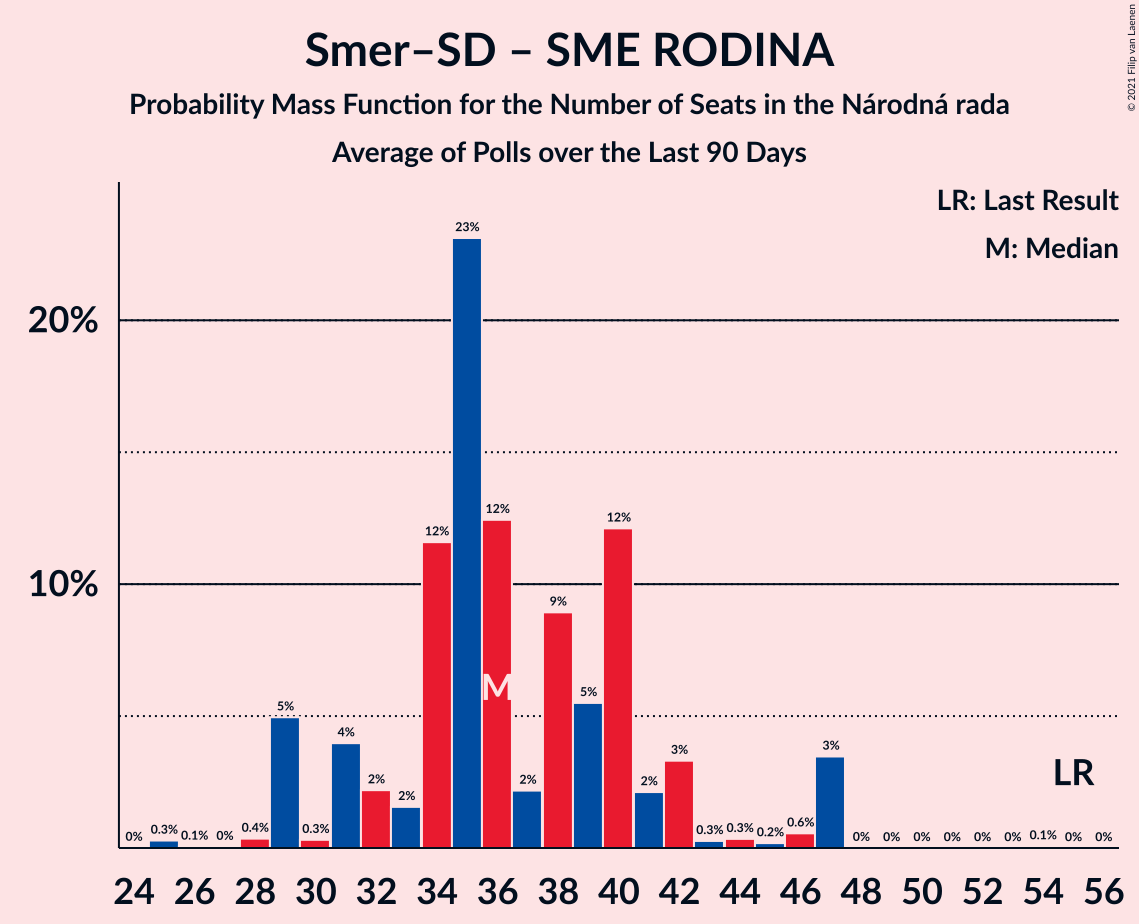 Smer–SD – SME RODINA
Probability Mass Function for the Number of Seats in the Národná rada
Average of Polls over the Last 90 Days
© 2021 Filip van Laenen
LR: Last Result
M: Median
20%
10%
0% 0.3% 0.1% 0% 0.4% 5% 0.3% 4% 2% 2% 12% 23% 12% 2% 9% 5% 12% 2% 3% 0.3% 0.3% 0.2% 0.6% 3% 0% 0% 0% 0% 0% 0% 0.1% 0% 0%
M
LR
24 26 28 30 32 34 36 38 40 42 44 46 48 50 52 54 56